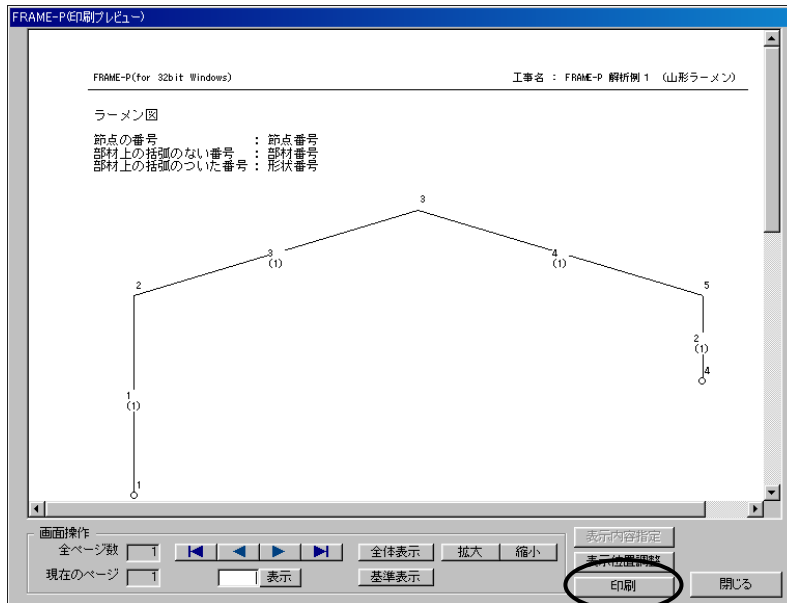 FRAME-P(印刷プレビュー)
FRAME-P(for 32bit Windows)
工事名 : FRAME-P 解析例 1 (山形ラーメン)
ラーメン図
節点の番号 : 節点番号
部材上の括弧のない番号 : 部材番号
部材上の括弧のついた番号 : 形状番号
3
3
(1)
4
(1)
2
5
2
(1)
4
1
(1)
1
画面操作
全ページ数 1
全体表示 拡大 縮小
現在のページ 1
表示
基準表示
表示内容指定
表示位置調整
印刷
閉じる